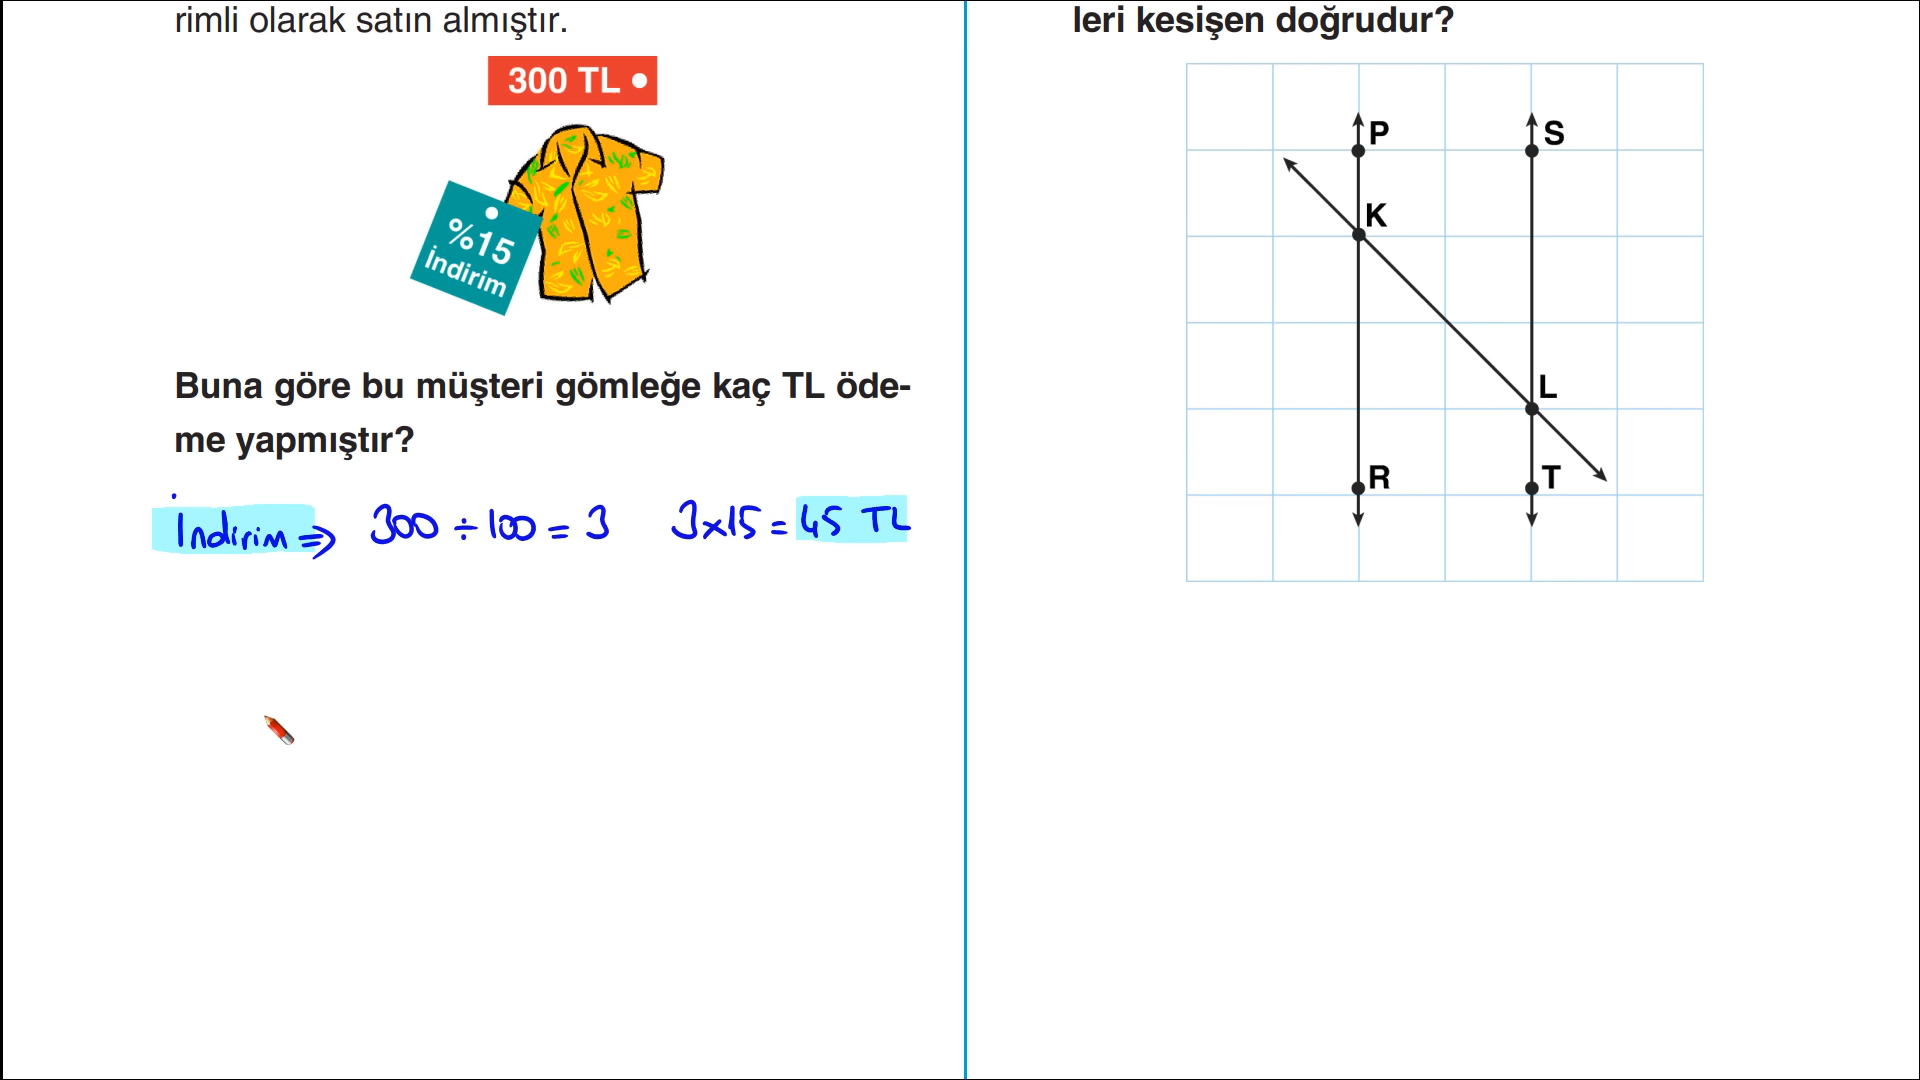 rimli olarak satın almıştır.
300 TL
%15
İndirim
Buna göre bu müşteri gömleğe kaç TL öde-
me yapmıştır?
İndirim ⇒ 300 ÷ 100 = 3 3x15 = 45 TL
leri kesişen doğrudur?
P
S
K
L
R
T